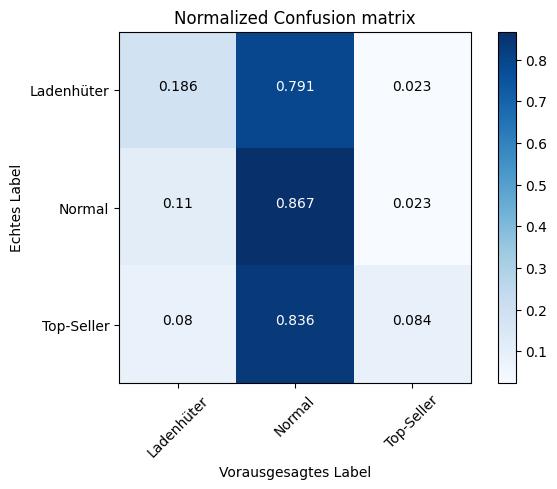 Normalized Confusion matrix
Ladenhüter 0.186 0.791 0.023
Normal 0.11 0.867 0.023
Top-Seller 0.08 0.836 0.084
Echtes Label
Ladenhüter Normal Top-Seller
Vorausgesagtes Label
0.8
0.7
0.6
0.5
0.4
0.3
0.2
0.1